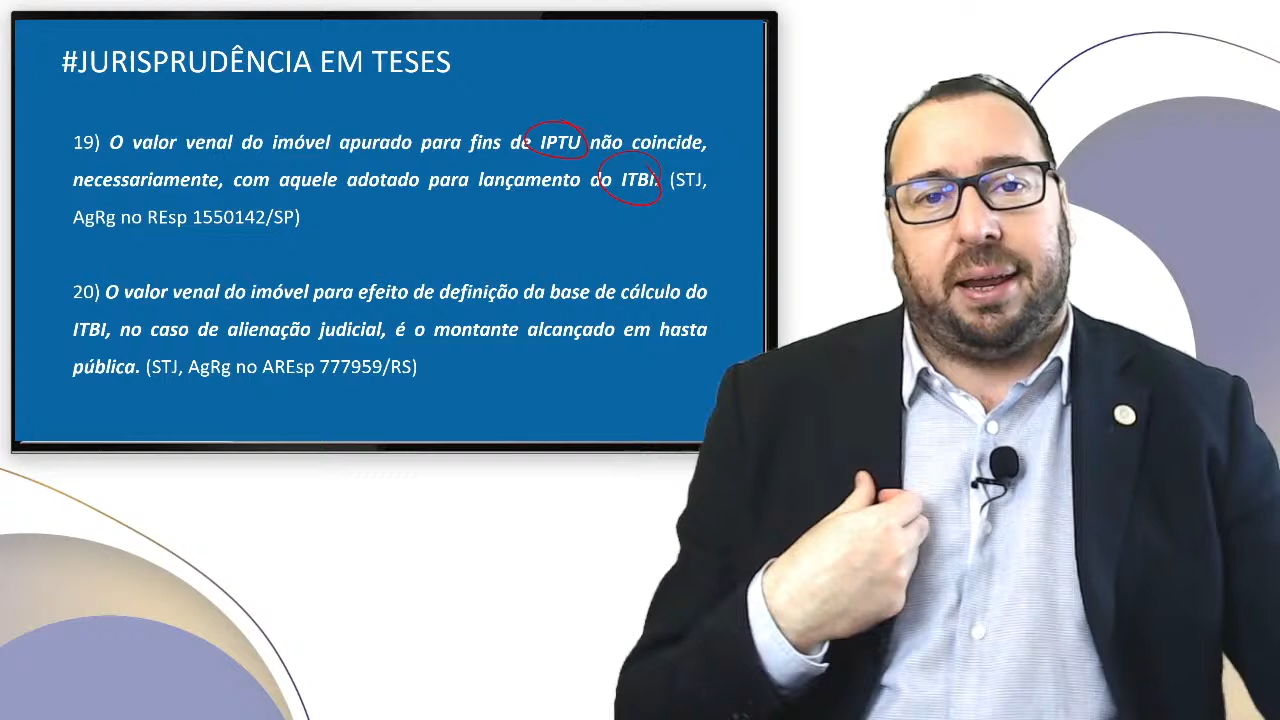 #JURISPRUDÊNCIA EM TESES
19) O valor venal do imóvel apurado para fins de IPTU não coincide,
necessariamente, com aquele adotado para lançamento do ITBI. (STJ,
AgRg no REsp 1550142/SP)
20) O valor venal do imóvel para efeito de definição da base de cálculo do
ITBI, no caso de alienação judicial, é o montante alcançado em hasta
pública. (STJ, AgRg no AREsp 777959/RS)